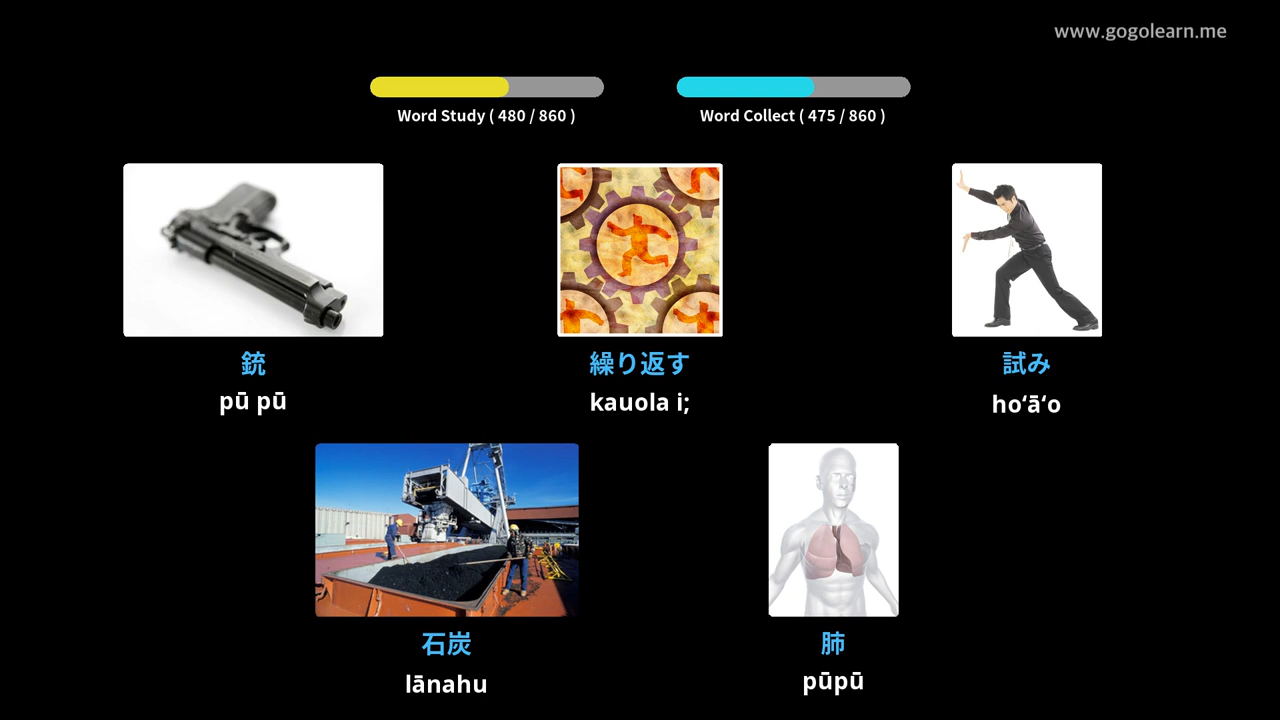 www.gogolearn.me
Word Study ( 480 / 860 )
Word Collect ( 475 / 860 )
銃
繰り返す
試み
pū pū
kauola i;
hoʻāʻo
石炭
肺
lānahu
pūpū